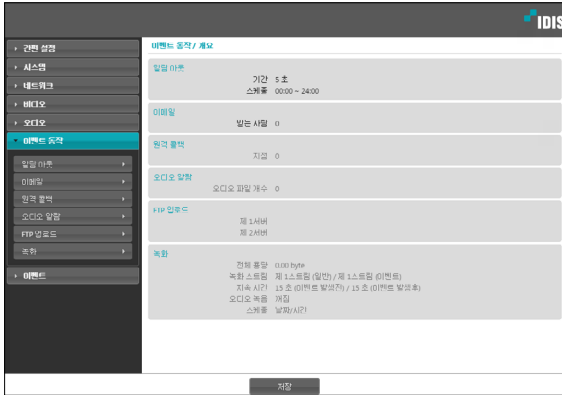 IDIS
간편 설정
시스템
네트워크
비디오
오디오
이벤트 동작
알람 아웃
이메일
원격 콜백
오디오 알람
FTP 업로드
녹화
이벤트
이벤트 동작 / 개요
알람 아웃
기간 5 초
스케줄 00:00 ~ 24:00
이메일
받는 사람 0
원격 콜백
지점 0
오디오 알람
오디오 파일 개수 0
FTP 업로드
제 1서버
제 2서버
녹화
전체 용량 0.00 byte
녹화 스트림 제 1스트림 (일반) / 제 1스트림 (이벤트)
지속 시간 15 초 (이벤트 발생전) / 15 초 (이벤트 발생후)
오디오 녹음 꺼짐
스케줄 날짜/시간
저장